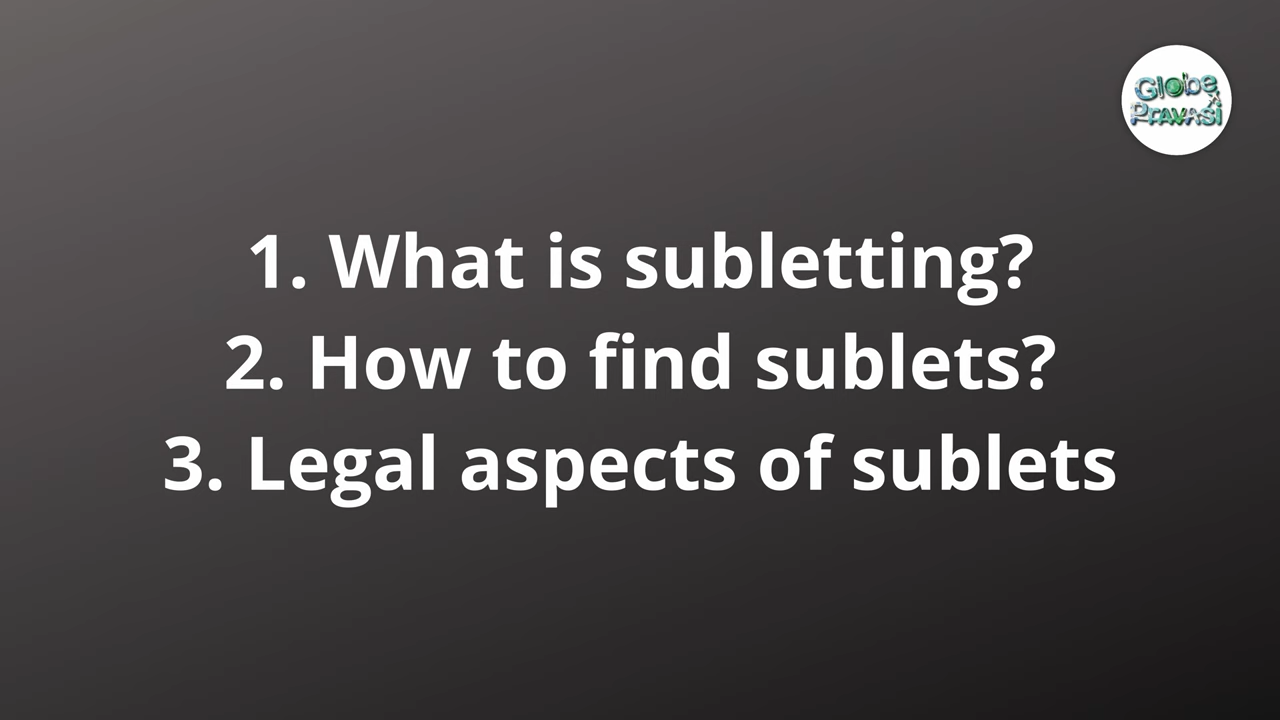 Globe
Pravasi
1. What is subletting?
2. How to find sublets?
3. Legal aspects of sublets